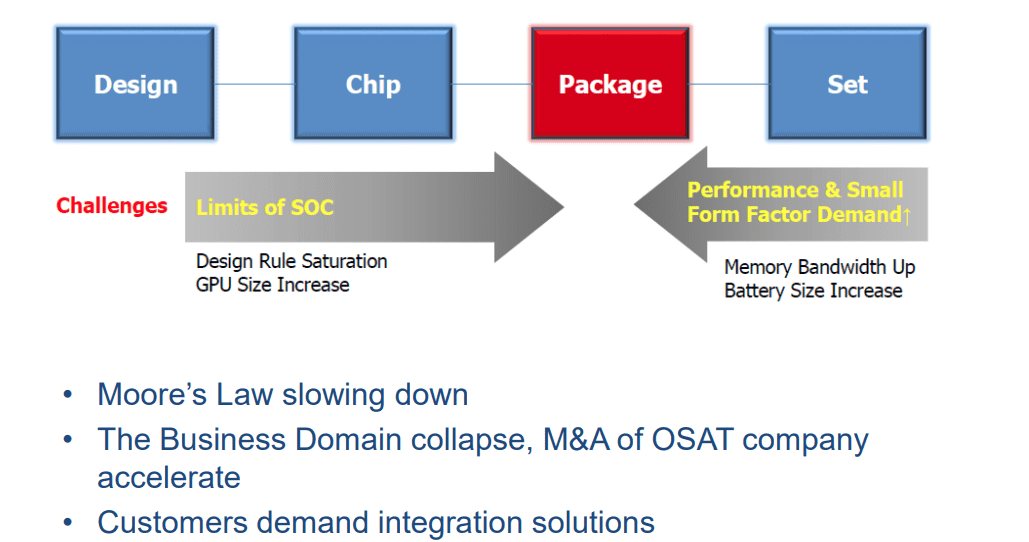 Design
Chip
Package
Set
Challenges
Limits of SOC
Performance & Small
Form Factor Demand↑
Design Rule Saturation
GPU Size Increase
Memory Bandwidth Up
Battery Size Increase
• Moore’s Law slowing down
• The Business Domain collapse, M&A of OSAT company
accelerate
• Customers demand integration solutions